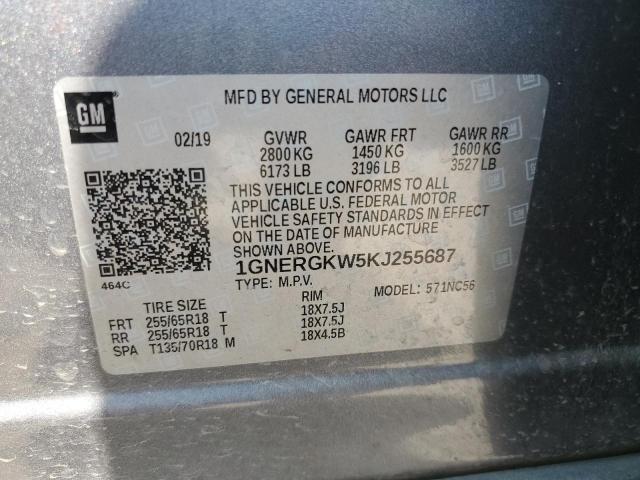 GM
MFD BY GENERAL MOTORS LLC
02/19 GVWR GAWR FRT GAWR RR
2800 KG 1450 KG 1600 KG
6173 LB 3196 LB 3527 LB
THIS VEHICLE CONFORMS TO ALL
APPLICABLE U.S. FEDERAL MOTOR
VEHICLE SAFETY STANDARDS IN EFFECT
ON THE DATE OF MANUFACTURE
SHOWN ABOVE.
1GNERGKW5KJ255687
464C TYPE: M.P.V. MODEL: 571NC56
TIRE SIZE RIM
FRT 255/65R18 T 18X7.5J
RR 255/65R18 T 18X7.5J
SPA T135/70R18 M 18X4.5B